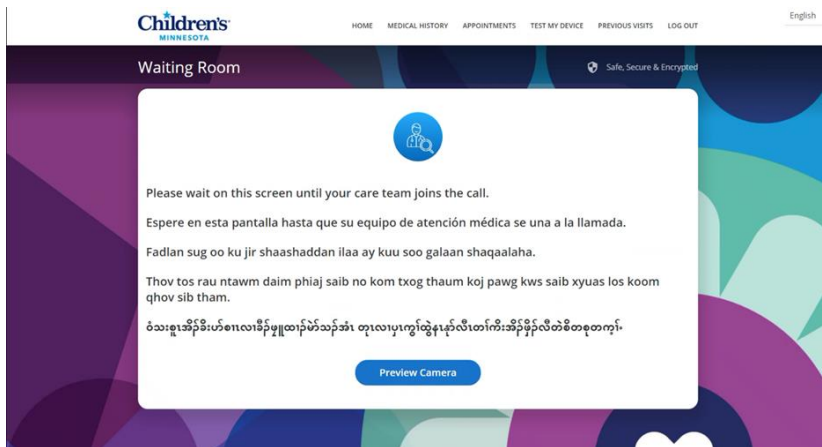 Children's
MINNESOTA
HOME MEDICAL HISTORY APPOINTMENTS TEST MY DEVICE PREVIOUS VISITS LOG OUT
English
Waiting Room
Safe, Secure & Encrypted
Please wait on this screen until your care team joins the call.
Espere en esta pantalla hasta que su equipo de atención médica se una a la llamada.
Fadlan sug oo ku jir shaashaddan ilaa ay kuu soo galaan shaqaalaha.
Thov tos rau ntawm daim phiaj saib no kom txog thaum koj pawg kws saib xyuas los koom
qhov sib tham.
Preview Camera